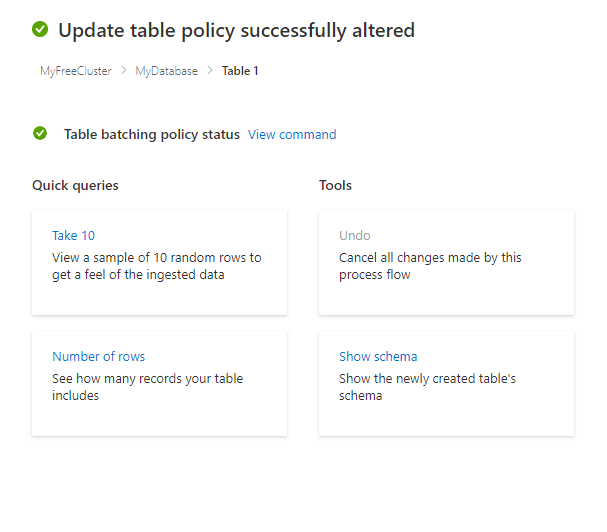 Update table policy successfully altered
MyFreeCluster > MyDatabase > Table 1
Table batching policy status View command
Quick queries
Tools
Take 10
View a sample of 10 random rows to
get a feel of the ingested data
Undo
Cancel all changes made by this
process flow
Number of rows
See how many records your table
includes
Show schema
Show the newly created table's
schema